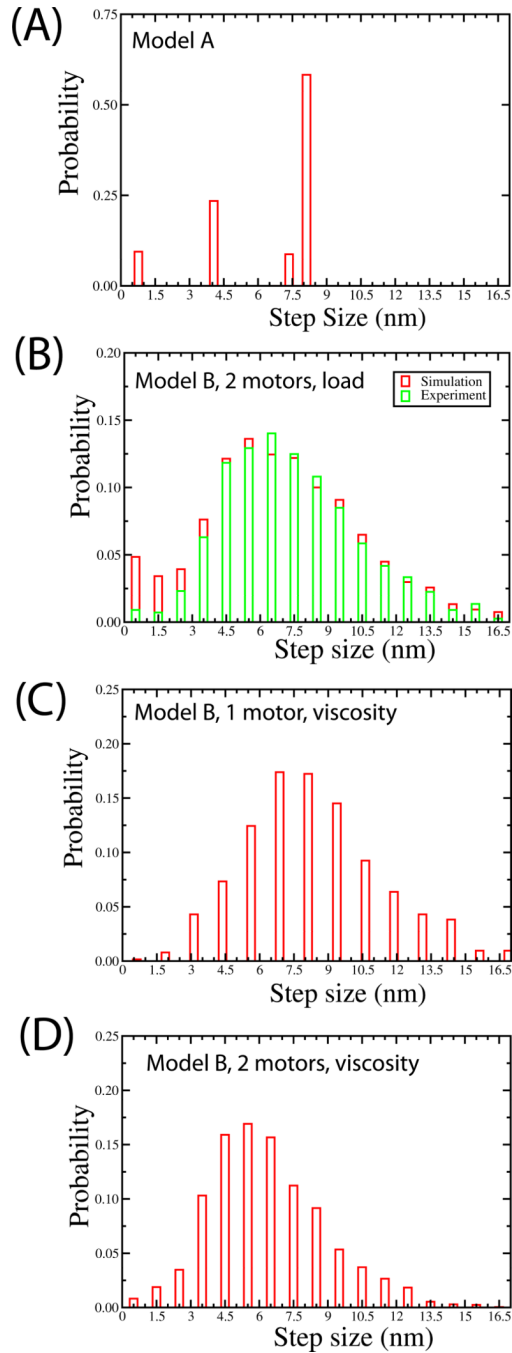 (A)
Model A
Probability
0.75
0.50
0.25
0.00
0 1.5 3 4.5 6 7.5 9 10.5 12 13.5 15 16.5
Step Size (nm)
(B)
Model B, 2 motors, load
Simulation
Experiment
Probability
0.20
0.15
0.10
0.05
0.00
0 1.5 3 4.5 6 7.5 9 10.5 12 13.5 15 16.5
Step size (nm)
(C)
Model B, 1 motor, viscosity
Probability
0.25
0.20
0.15
0.10
0.05
0.00
0 1.5 3 4.5 6 7.5 9 10.5 12 13.5 15 16.5
Step size (nm)
(D)
Model B, 2 motors, viscosity
Probability
0.25
0.20
0.15
0.10
0.05
0.00
0 1.5 3 4.5 6 7.5 9 10.5 12 13.5 15 16.5
Step size (nm)